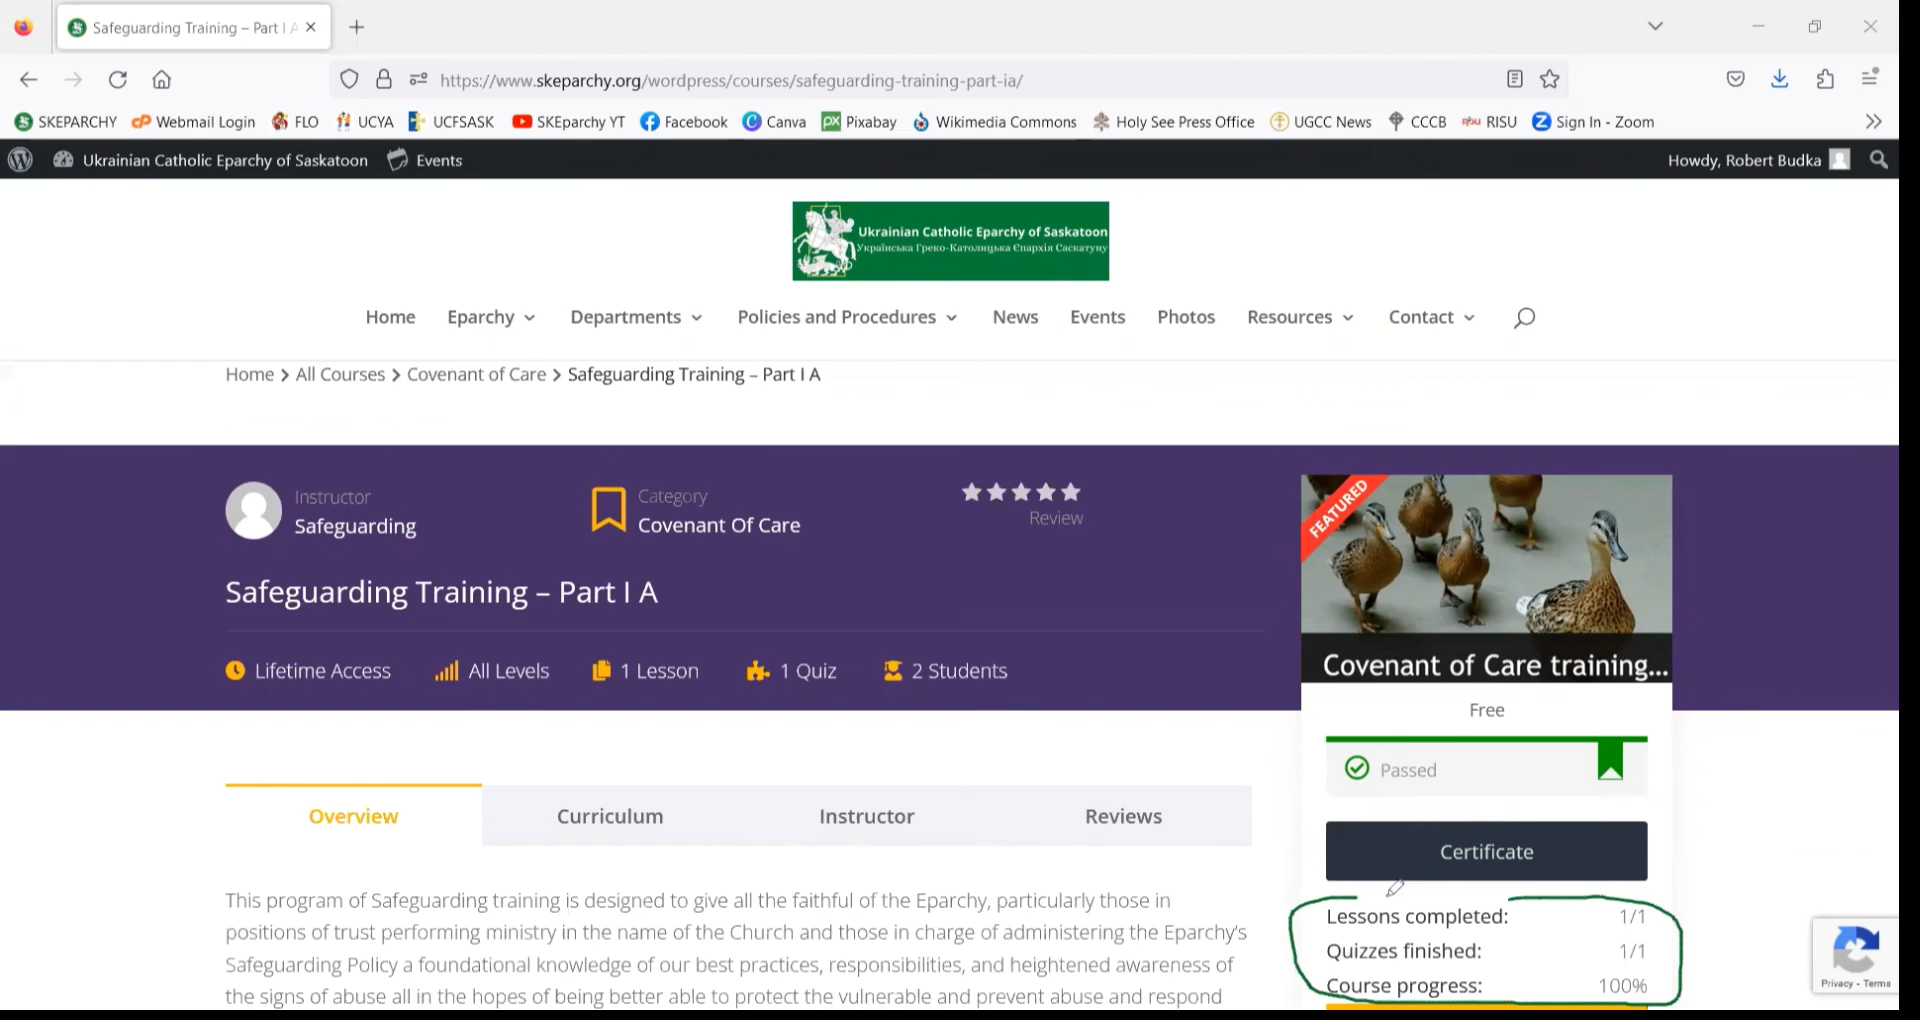 Safeguarding Training – Part I A
https://www.skeparchy.org/wordpress/courses/safeguarding-training-part-ia/
SKEPARCHY Webmail Login FLO UCYA UCFSASK SKEparchy YT Facebook Canva Pixabay Wikimedia Commons Holy See Press Office UGCC News CCCB RISU Sign In - Zoom
Ukrainian Catholic Eparchy of Saskatoon Events Howdy, Robert Budka
Ukrainian Catholic Eparchy of Saskatoon
Українська Греко-Католицька Єпархія Саскатуну
Home Eparchy Departments Policies and Procedures News Events Photos Resources Contact
Home > All Courses > Covenant of Care > Safeguarding Training – Part I A
Instructor
Safeguarding
Category
Covenant Of Care
Review
Safeguarding Training – Part I A
Lifetime Access All Levels 1 Lesson 1 Quiz 2 Students
FEATURED
Covenant of Care training...
Free
Passed
Certificate
Lessons completed: 1/1
Quizzes finished: 1/1
Course progress: 100%
Overview Curriculum Instructor Reviews
This program of Safeguarding training is designed to give all the faithful of the Eparchy, particularly those in
positions of trust performing ministry in the name of the Church and those in charge of administering the Eparchy's
Safeguarding Policy a foundational knowledge of our best practices, responsibilities, and heightened awareness of
the signs of abuse all in the hopes of being better able to protect the vulnerable and prevent abuse and respond
Privacy - Terms